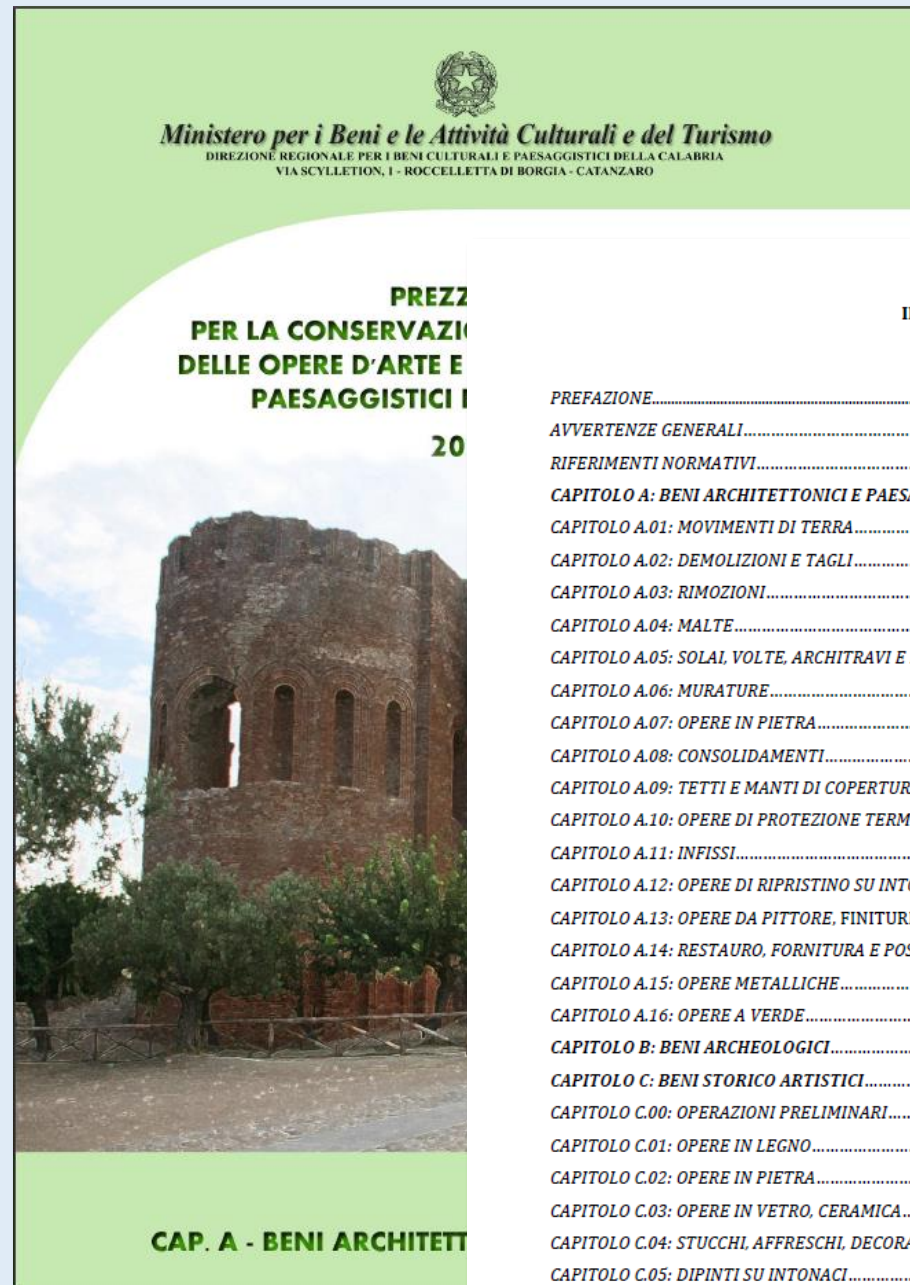 Ministero per i Beni e le Attività Culturali e del Turismo
DIREZIONE REGIONALE PER I BENI CULTURALI E PAESAGGISTICI DELLA CALABRIA
VIA SCYLLETION, 1 - ROCCELLETTA DI BORGIA - CATANZARO
PREZZ
PER LA CONSERVAZI
DELLE OPERE D'ARTE E
PAESAGGISTICI
20
PREFAZIONE
AVVERTENZE GENERALI
RIFERIMENTI NORMATIVI
CAPITOLO A: BENI ARCHITETTONICI E PAES
CAPITOLO A.01: MOVIMENTI DI TERRA
CAPITOLO A.02: DEMOLIZIONI E TAGLI
CAPITOLO A.03: RIMOZIONI
CAPITOLO A.04: MALTE
CAPITOLO A.05: SOLAI, VOLTE, ARCHITRAVI E
CAPITOLO A.06: MURATURE
CAPITOLO A.07: OPERE IN PIETRA
CAPITOLO A.08: CONSOLIDAMENTI
CAPITOLO A.09: TETTI E MANTI DI COPERTUR
CAPITOLO A.10: OPERE DI PROTEZIONE TERM
CAPITOLO A.11: INFISSI
CAPITOLO A.12: OPERE DI RIPRISTINO SU INTO
CAPITOLO A.13: OPERE DA PITTORE, FINITUR
CAPITOLO A.14: RESTAURO, FORNITURA E POS
CAPITOLO A.15: OPERE METALLICHE
CAPITOLO A.16: OPERE A VERDE
CAPITOLO B: BENI ARCHEOLOGICI
CAPITOLO C: BENI STORICO ARTISTICI
CAPITOLO C.00: OPERAZIONI PRELIMINARI
CAPITOLO C.01: OPERE IN LEGNO
CAPITOLO C.02: OPERE IN PIETRA
CAPITOLO C.03: OPERE IN VETRO, CERAMICA
CAPITOLO C.04: STUCCHI, AFFRESCHI, DECORA
CAPITOLO C.05: DIPINTI SU INTONACI
CAP. A - BENI ARCHITETT